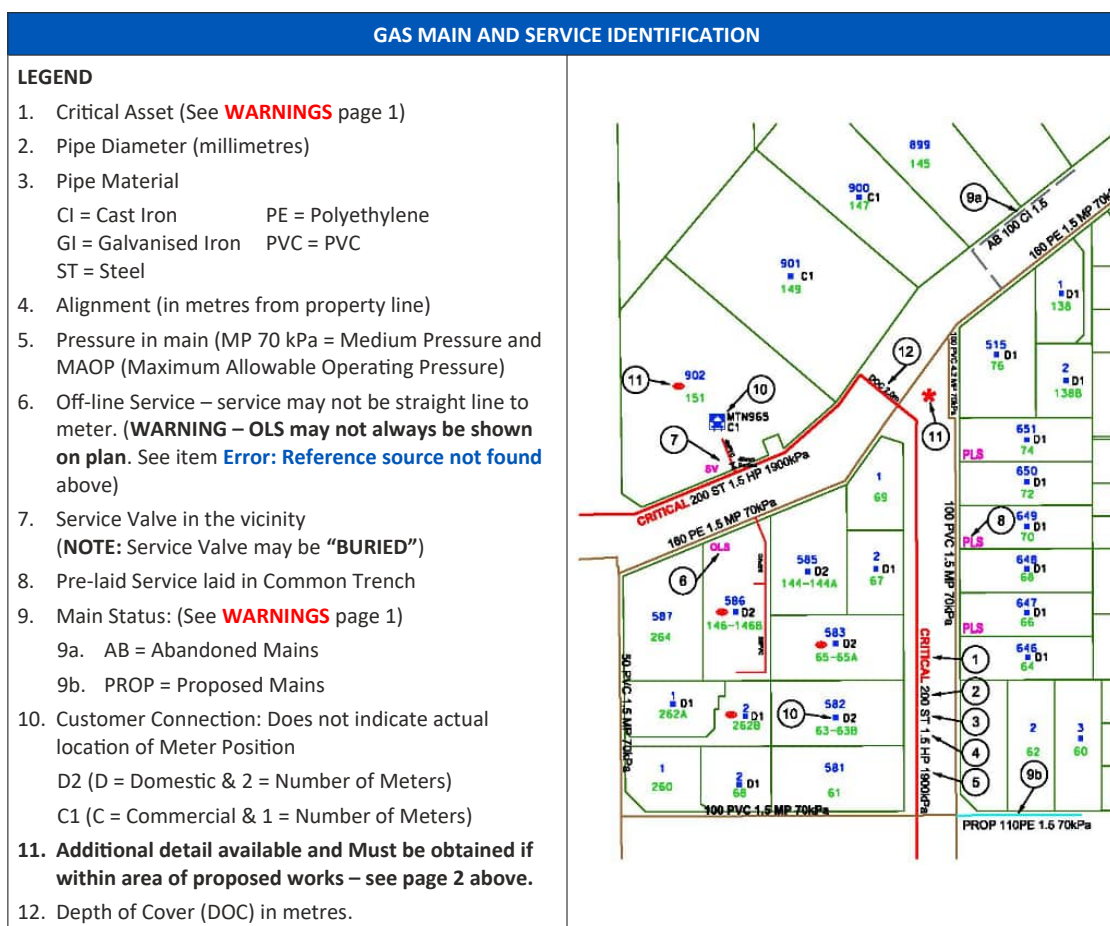 GAS MAIN AND SERVICE IDENTIFICATION
LEGEND
1. Critical Asset (See WARNINGS page 1)
2. Pipe Diameter (millimetres)
3. Pipe Material
CI = Cast Iron PE = Polyethylene
GI = Galvanised Iron PVC = PVC
ST = Steel
4. Alignment (in metres from property line)
5. Pressure in main (MP 70 kPa = Medium Pressure and
MAOP (Maximum Allowable Operating Pressure)
6. Off-line Service – service may not be straight line to
meter. (WARNING – OLS may not always be shown
on plan. See item Error: Reference source not found
above)
7. Service Valve in the vicinity
(NOTE: Service Valve may be “BURIED”)
8. Pre-laid Service laid in Common Trench
9. Main Status: (See WARNINGS page 1)
9a. AB = Abandoned Mains
9b. PROP = Proposed Mains
10. Customer Connection: Does not indicate actual
location of Meter Position
D2 (D = Domestic & 2 = Number of Meters)
C1 (C = Commercial & 1 = Number of Meters)
11. Additional detail available and Must be obtained if
within area of proposed works – see page 2 above.
12. Depth of Cover (DOC) in metres.
899
145
900
C1
147
9a
AB 100 CI 1.5
160 PE 1.5 MP 70k
901
C1
149
1
D1
138
12
100 PVC 4.2 MP 70kPa
515
D1
76
2
D1
138B
11
902
151
10
DOC 2.0m
*
11
MTN965
C1
7
SV
651
D1
74
PLS
CRITICAL 200 ST 1.5 HP 1900kPa
160 PE 1.5 MP 70kPa
1
69
650
D1
72
8
649
D1
70
PLS
OLS
6
585
D2
144-144A
2
D1
67
100 PVC 1.5 MP 70kPa
648
D1
68
587
264
586
D2
146-146B
647
D1
66
PLS
583
D2
65-65A
646
D1
64
CRITICAL 200 ST 1.5 HP 1900kPa
1
2
3
4
5
50 PVC 1.5 MP 70kPa
1
D1
262A
2
D1
262B
10
582
D2
63-63B
2
62
3
60
1
260
2
D1
68
581
61
9b
100 PVC 1.5 MP 70kPa
PROP 110PE 1.5 70kPa